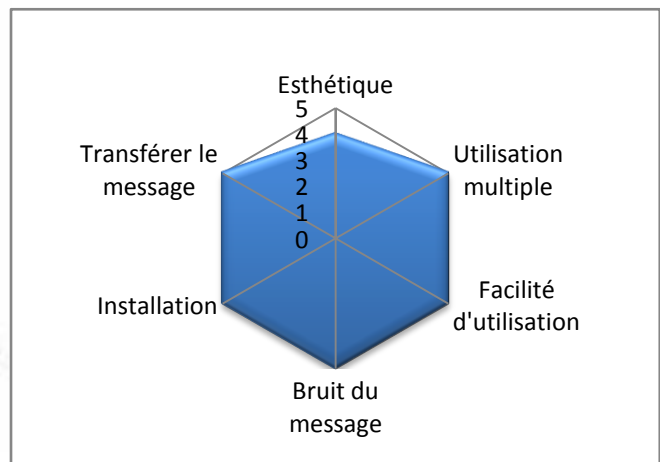 Esthétique
5
4
3
2
1
0
Utilisation
multiple
Facilité
d'utilisation
Bruit du
message
Installation
Transférer le
message